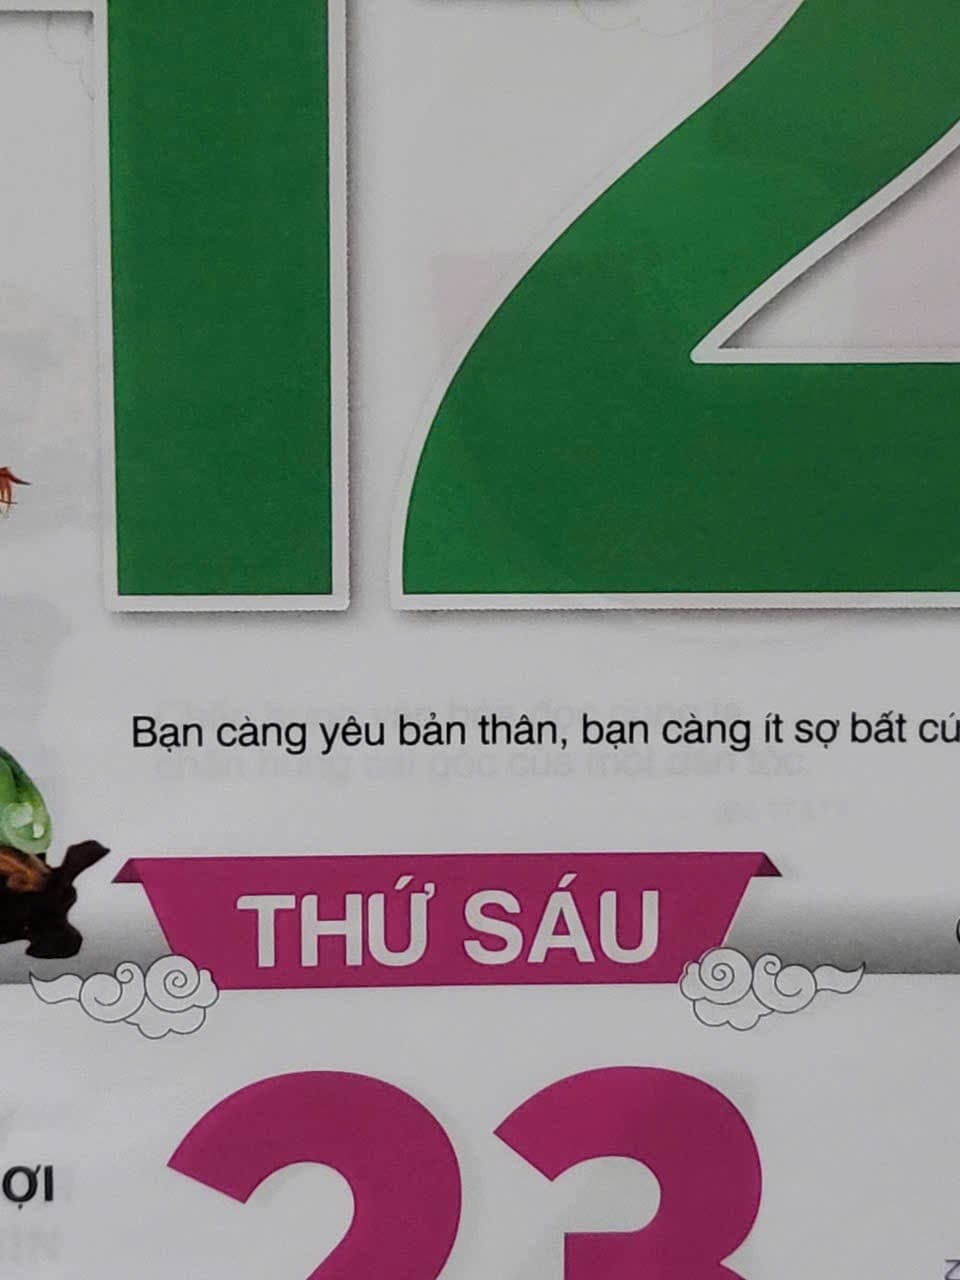 12
Bạn càng yêu bản thân, bạn càng ít sợ bất cứ
THỨ SÁU
23
ỢI